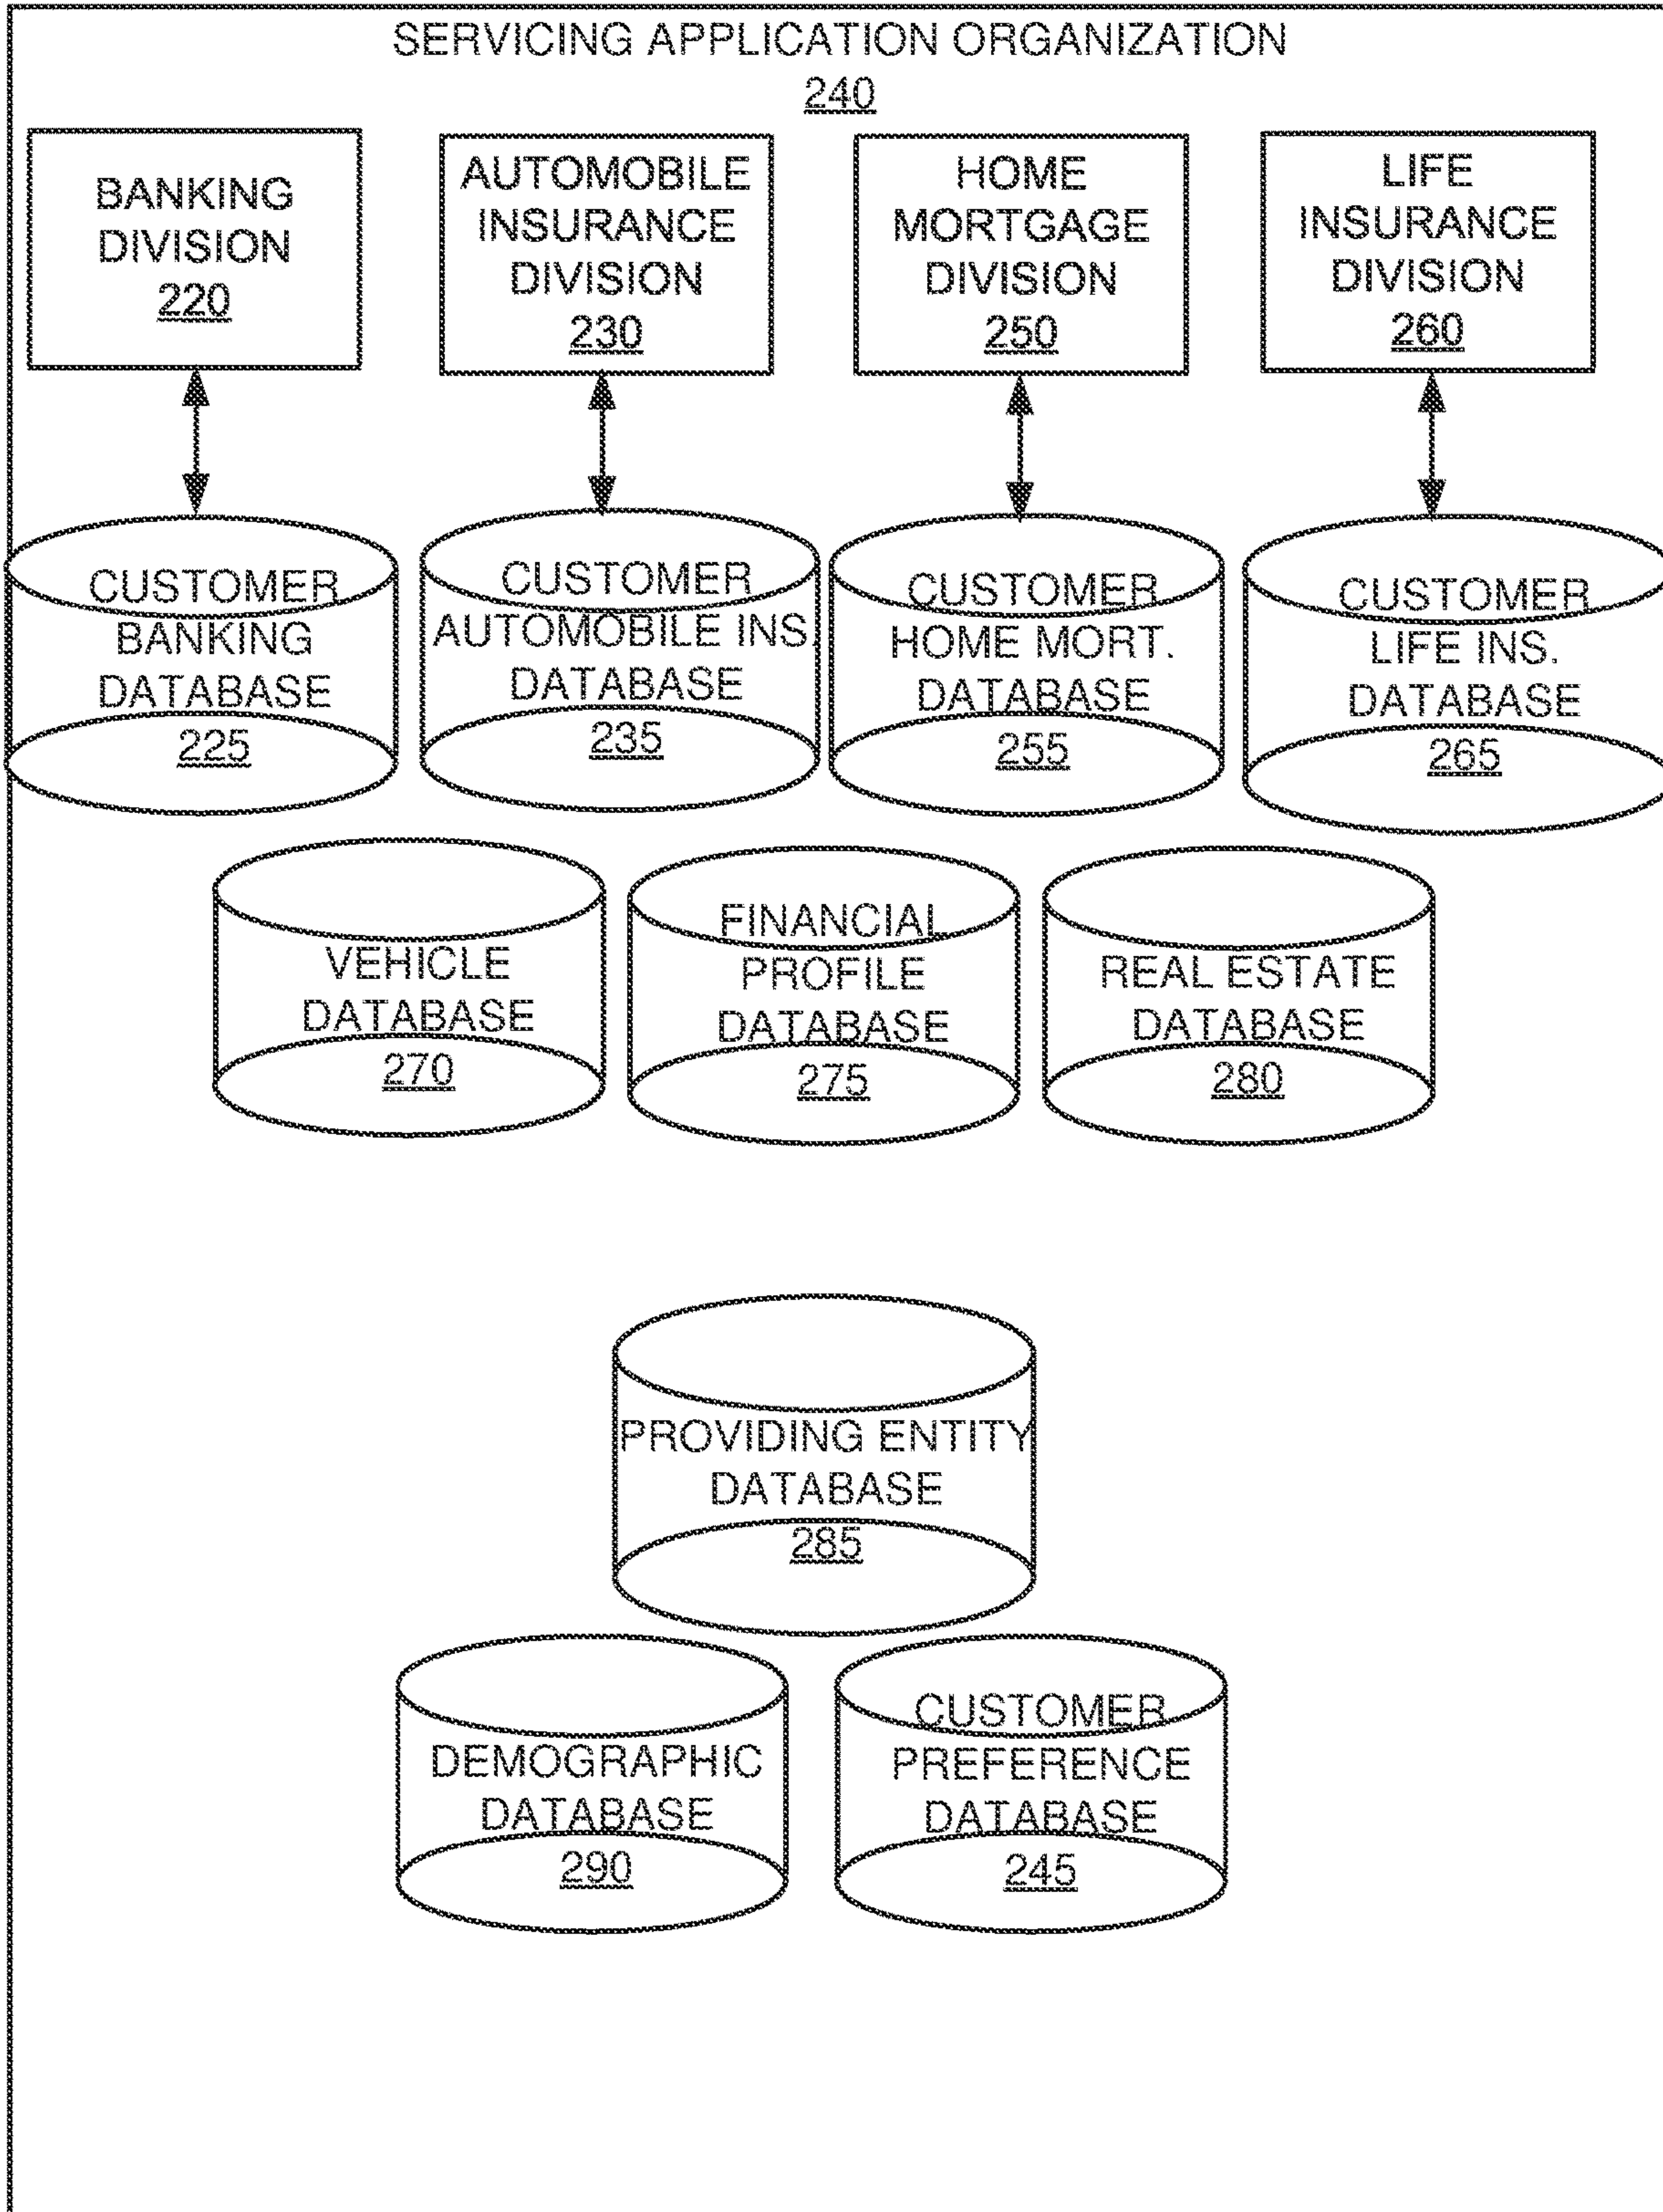 SERVICING APPLICATION ORGANIZATION
240
BANKING
DIVISION
220
AUTOMOBILE
INSURANCE
DIVISION
230
HOME
MORTGAGE
DIVISION
250
LIFE
INSURANCE
DIVISION
260
CUSTOMER
BANKING
DATABASE
225
CUSTOMER
AUTOMOBILE INS.
DATABASE
235
CUSTOMER
HOME MORT.
DATABASE
255
CUSTOMER
LIFE INS.
DATABASE
265
VEHICLE
DATABASE
270
FINANCIAL
PROFILE
DATABASE
275
REAL ESTATE
DATABASE
280
PROVIDING ENTITY
DATABASE
285
DEMOGRAPHIC
DATABASE
290
CUSTOMER
PREFERENCE
DATABASE
245